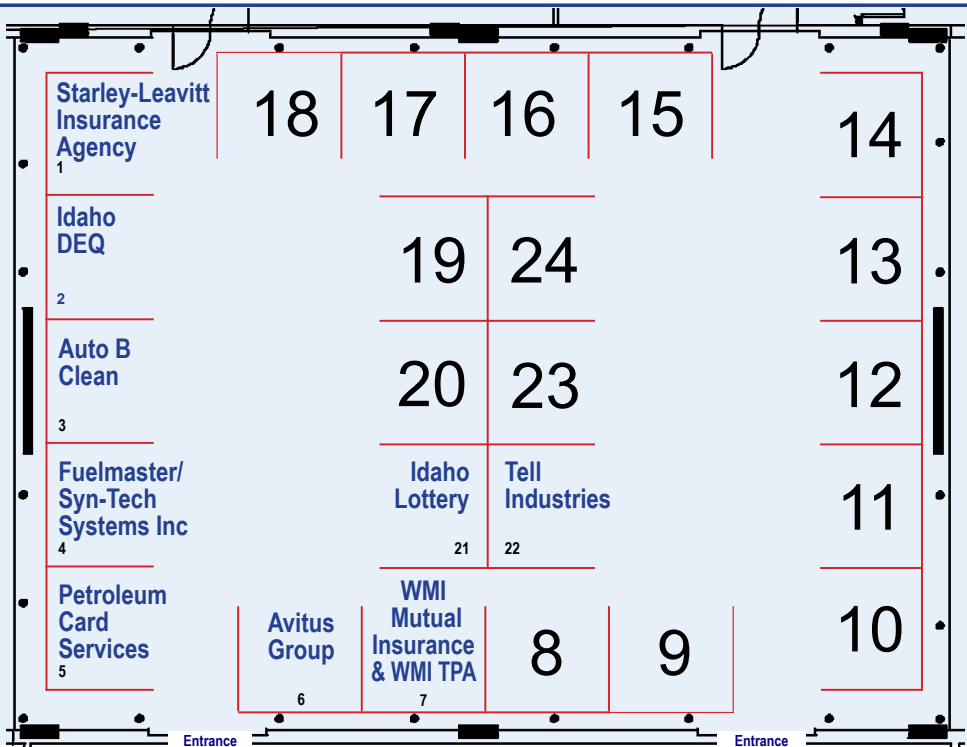 Starley-Leavitt
Insurance
Agency
1
18
17
16
15
14
Idaho
DEQ
2
19
24
13
Auto B
Clean
3
20
23
12
Fuelmaster/
Syn-Tech
Systems Inc
4
Idaho
Lottery
21
Tell
Industries
22
11
Petroleum
Card
Services
5
Avitus
Group
6
WMI
Mutual
Insurance
& WMI TPA
7
8
9
10
Entrance
Entrance